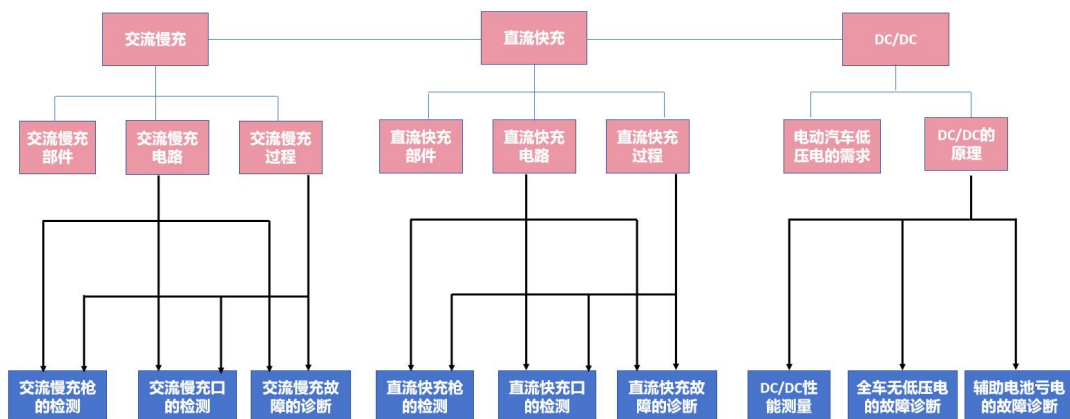 交流慢充
直流快充
DC/DC
交流慢充
部件
交流慢充
电路
交流慢充
过程
直流快充
部件
直流快充
电路
直流快充
过程
电动汽车低
压电的需求
DC/DC的
原理
交流慢充枪
的检测
交流慢充口
的检测
交流慢充故
障的诊断
直流快充枪
的检测
直流快充口
的检测
直流快充故
障的诊断
DC/DC性
能测量
全车无低压电
的故障诊断
辅助电池亏电
的故障诊断